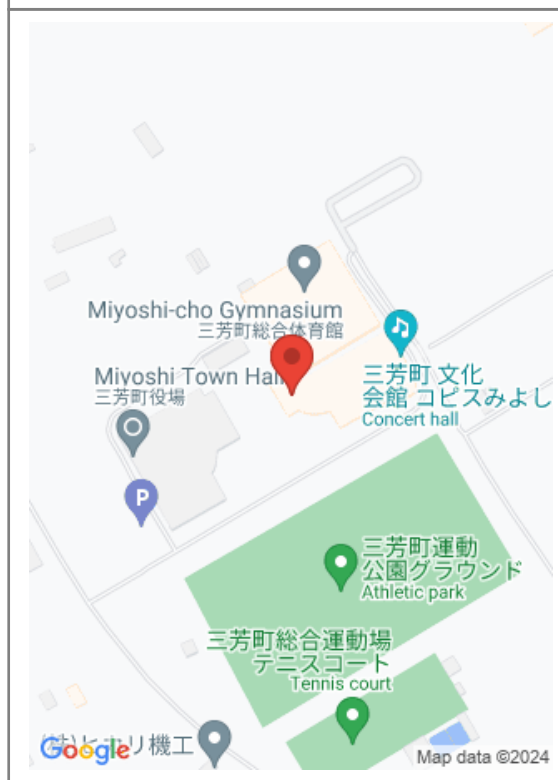 Miyoshi-cho Gymnasium
三芳町総合体育館
Miyoshi Town Hall
三芳町役場
三芳町 文化
会館 コピスみよし
Concert hall
P
三芳町運動
公園グラウンド
Athletic park
三芳町総合運動場
テニスコート
Tennis court
リ機工
Google
Map data ©2024